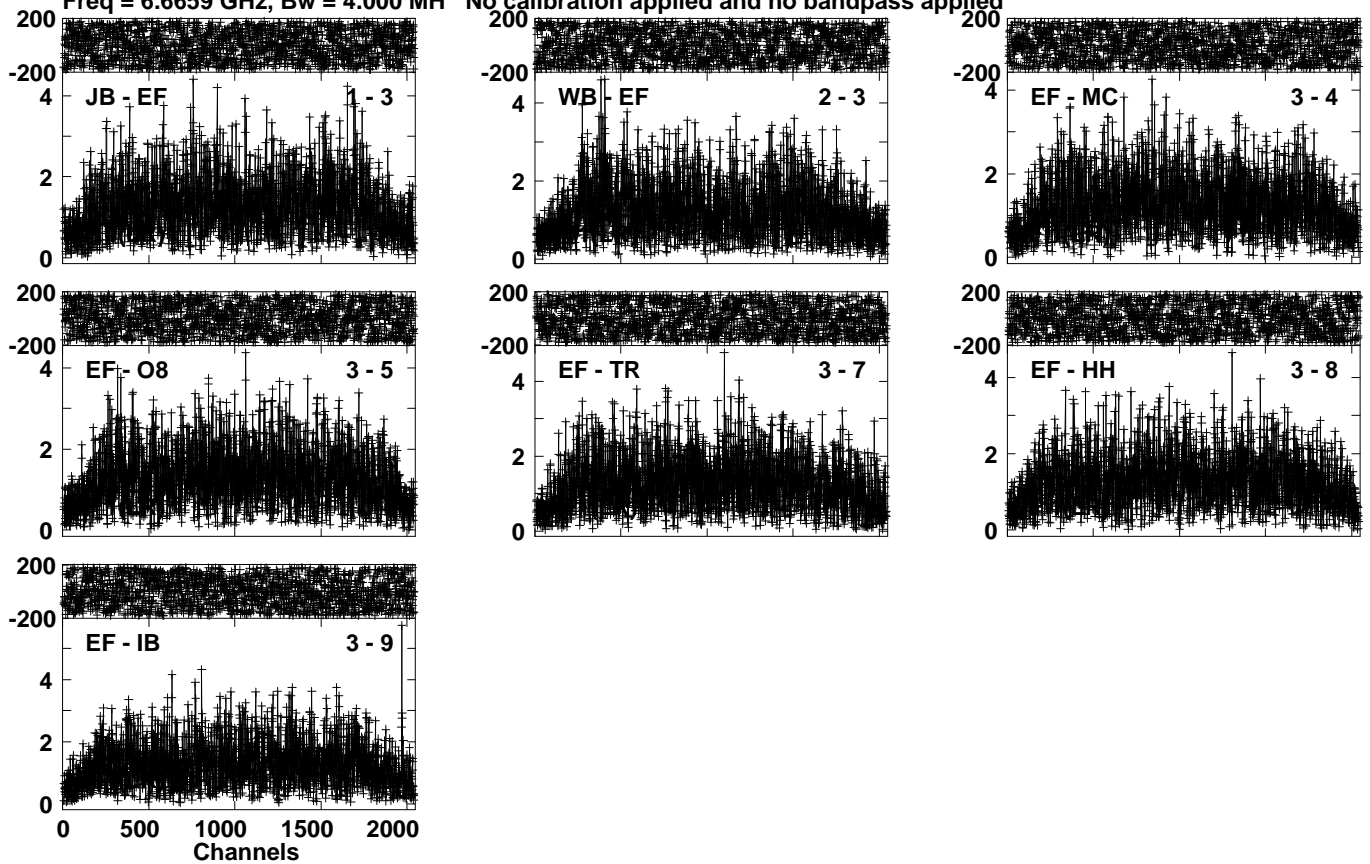 Freq = 6.6659 GHz, Bw = 4.000 MH No calibration applied and no bandpass applied
200 200 200
-200 -200 -200
JB - EF 1 - 3 WB - EF 2 - 3 EF - MC 3 - 4
4 4 4
2 2 2
0 0 0
200 200 200
-200 -200 -200
EF - O8 3 - 5 EF - TR 3 - 7 EF - HH 3 - 8
4 4 4
2 2 2
0 0 0
200
-200
EF - IB 3 - 9
4
2
0
0 500 1000 1500 2000
Channels